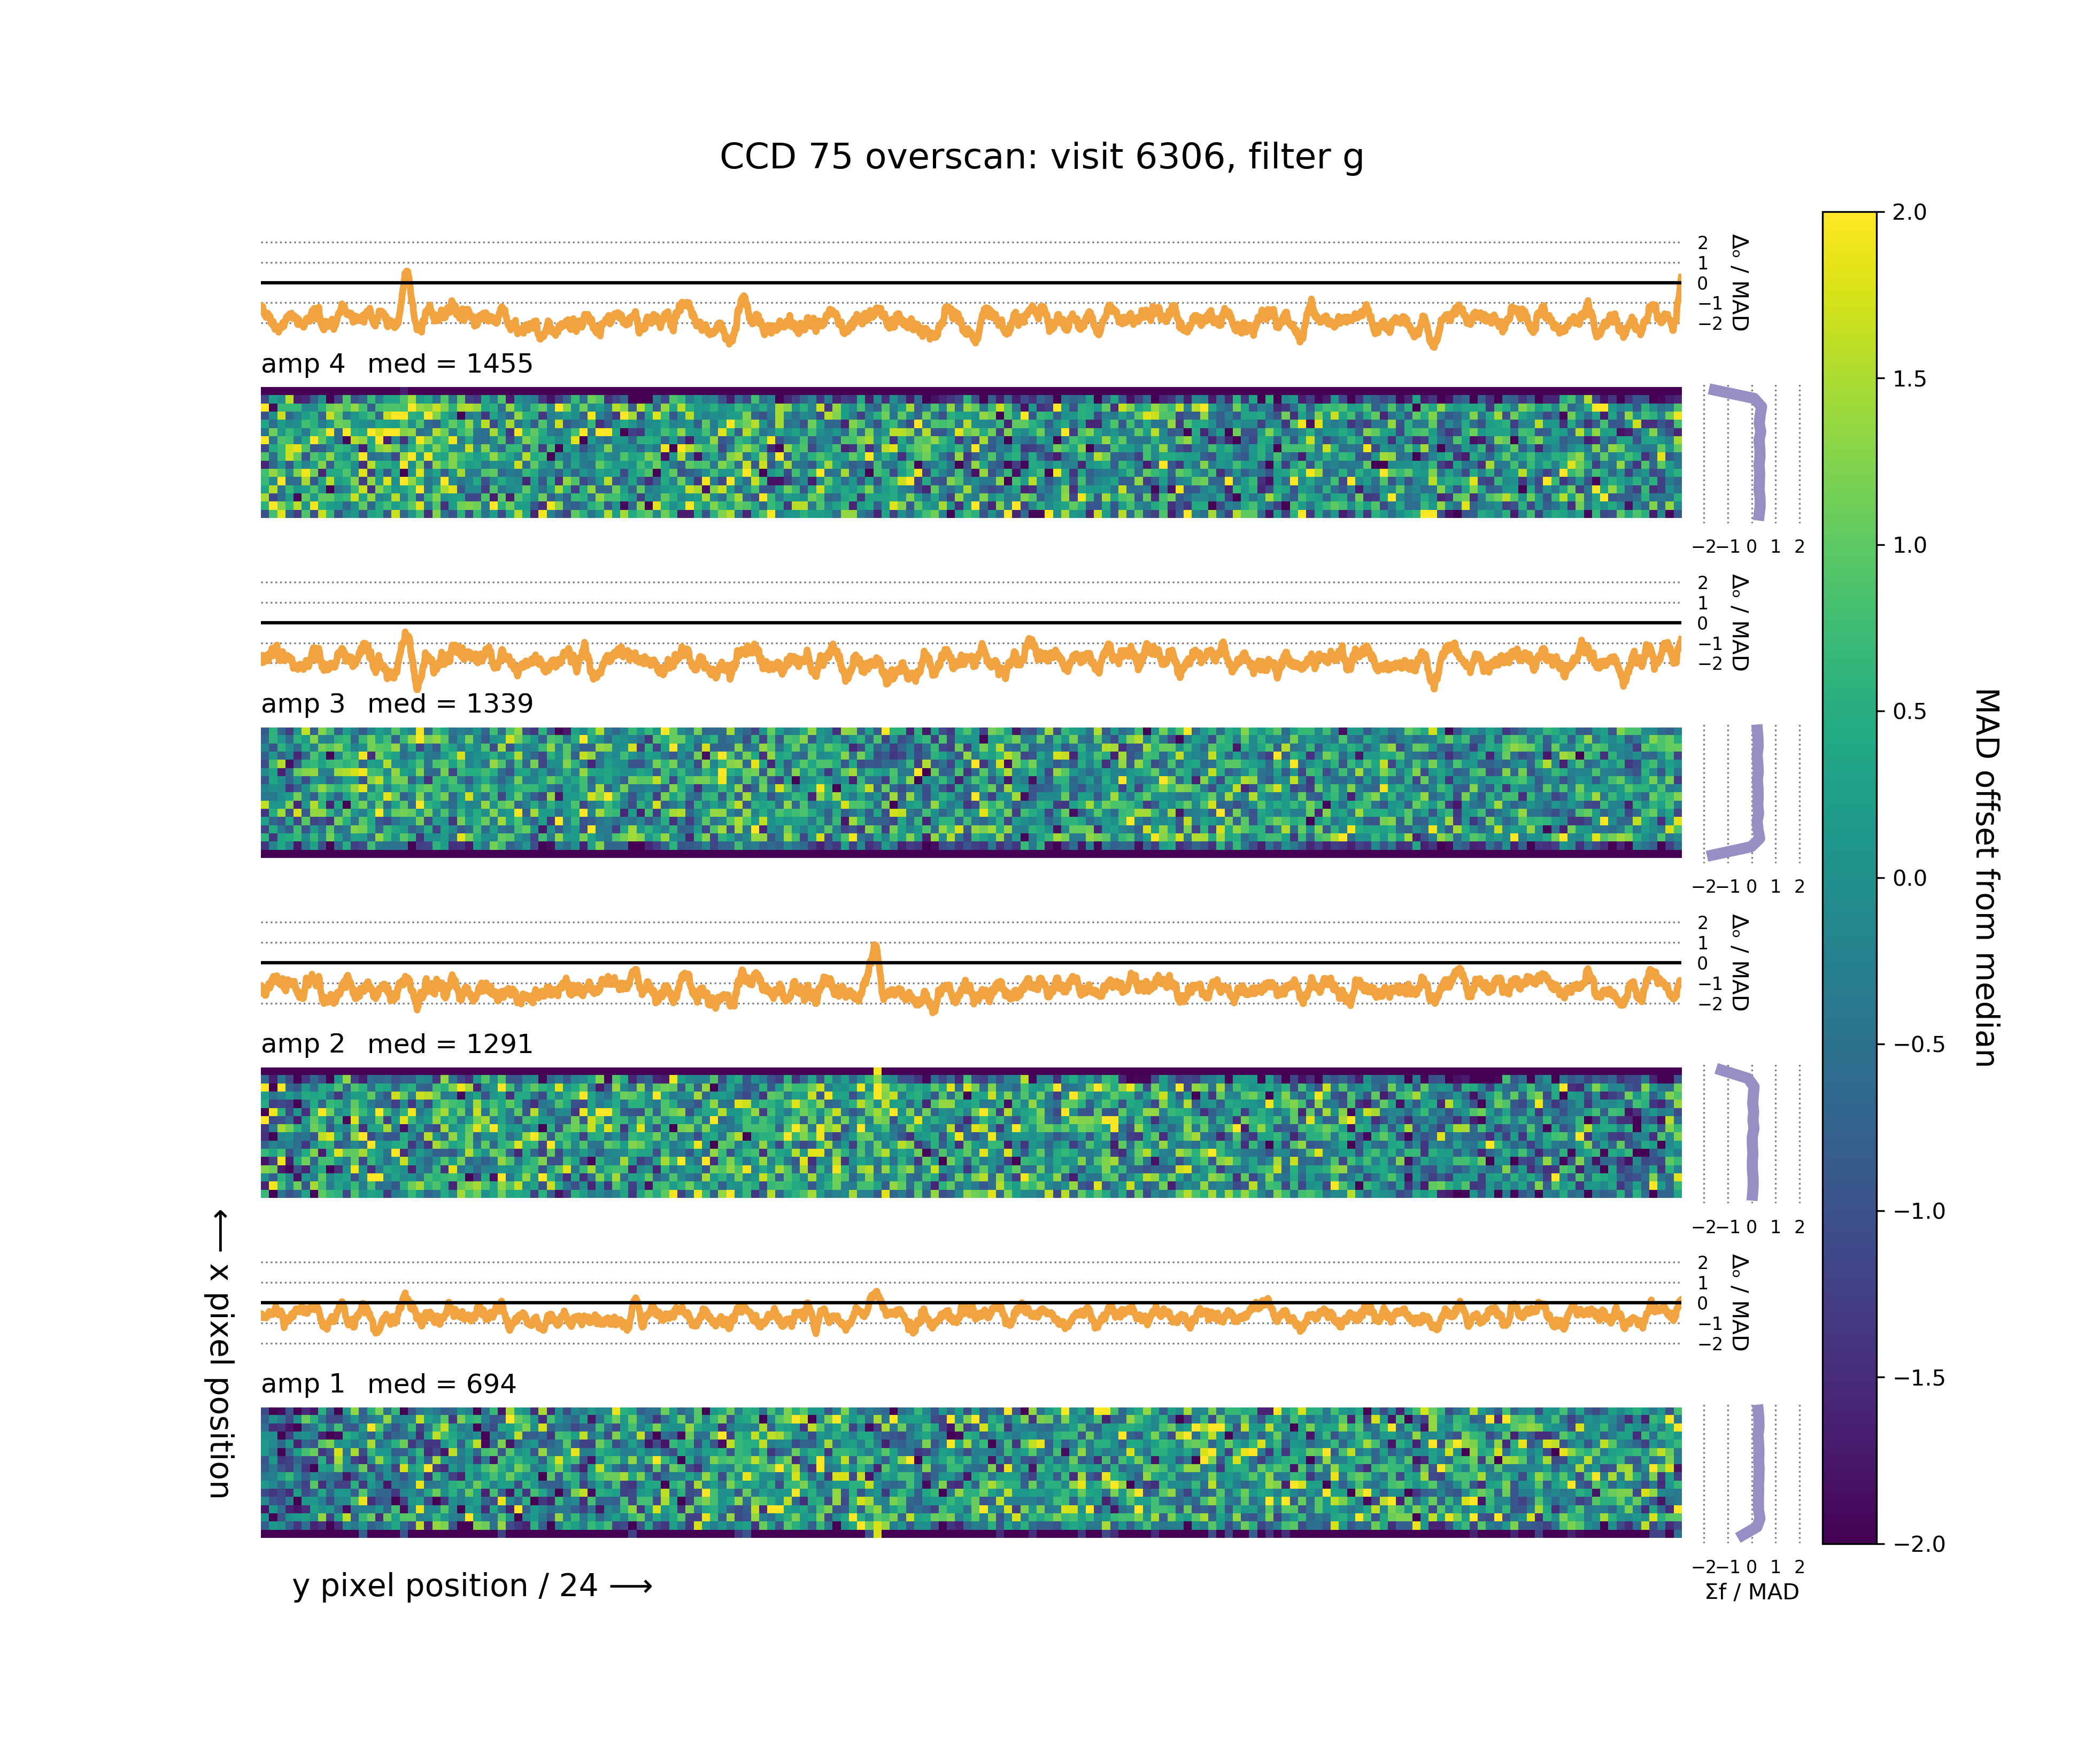 CCD 75 overscan: visit 6306, filter g
2
1
0
−1
−2
Δₒ / MAD
amp 4 med = 1455
−2 −1 0 1 2
2
1
0
−1
−2
Δₒ / MAD
amp 3 med = 1339
−2 −1 0 1 2
2
1
0
−1
−2
Δₒ / MAD
amp 2 med = 1291
−2 −1 0 1 2
2
1
0
−1
−2
Δₒ / MAD
amp 1 med = 694
−2 −1 0 1 2
Σf / MAD
y pixel position / 24 ⟶
⟵ x pixel position
2.0
1.5
1.0
0.5
0.0
−0.5
−1.0
−1.5
−2.0
MAD offset from median